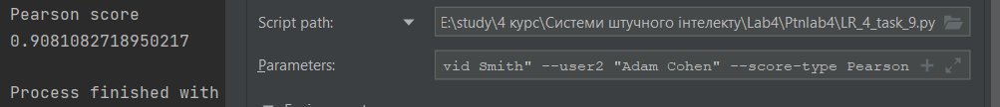 Pearson score
0.9081082718950217
Process finished with
Script path:
E:\study\4 курс\Системи штучного інтелекту\Lab4\Ptnlab4\LR_4_task_9.py
Parameters:
vid Smith" --user2 "Adam Cohen" --score-type Pearson